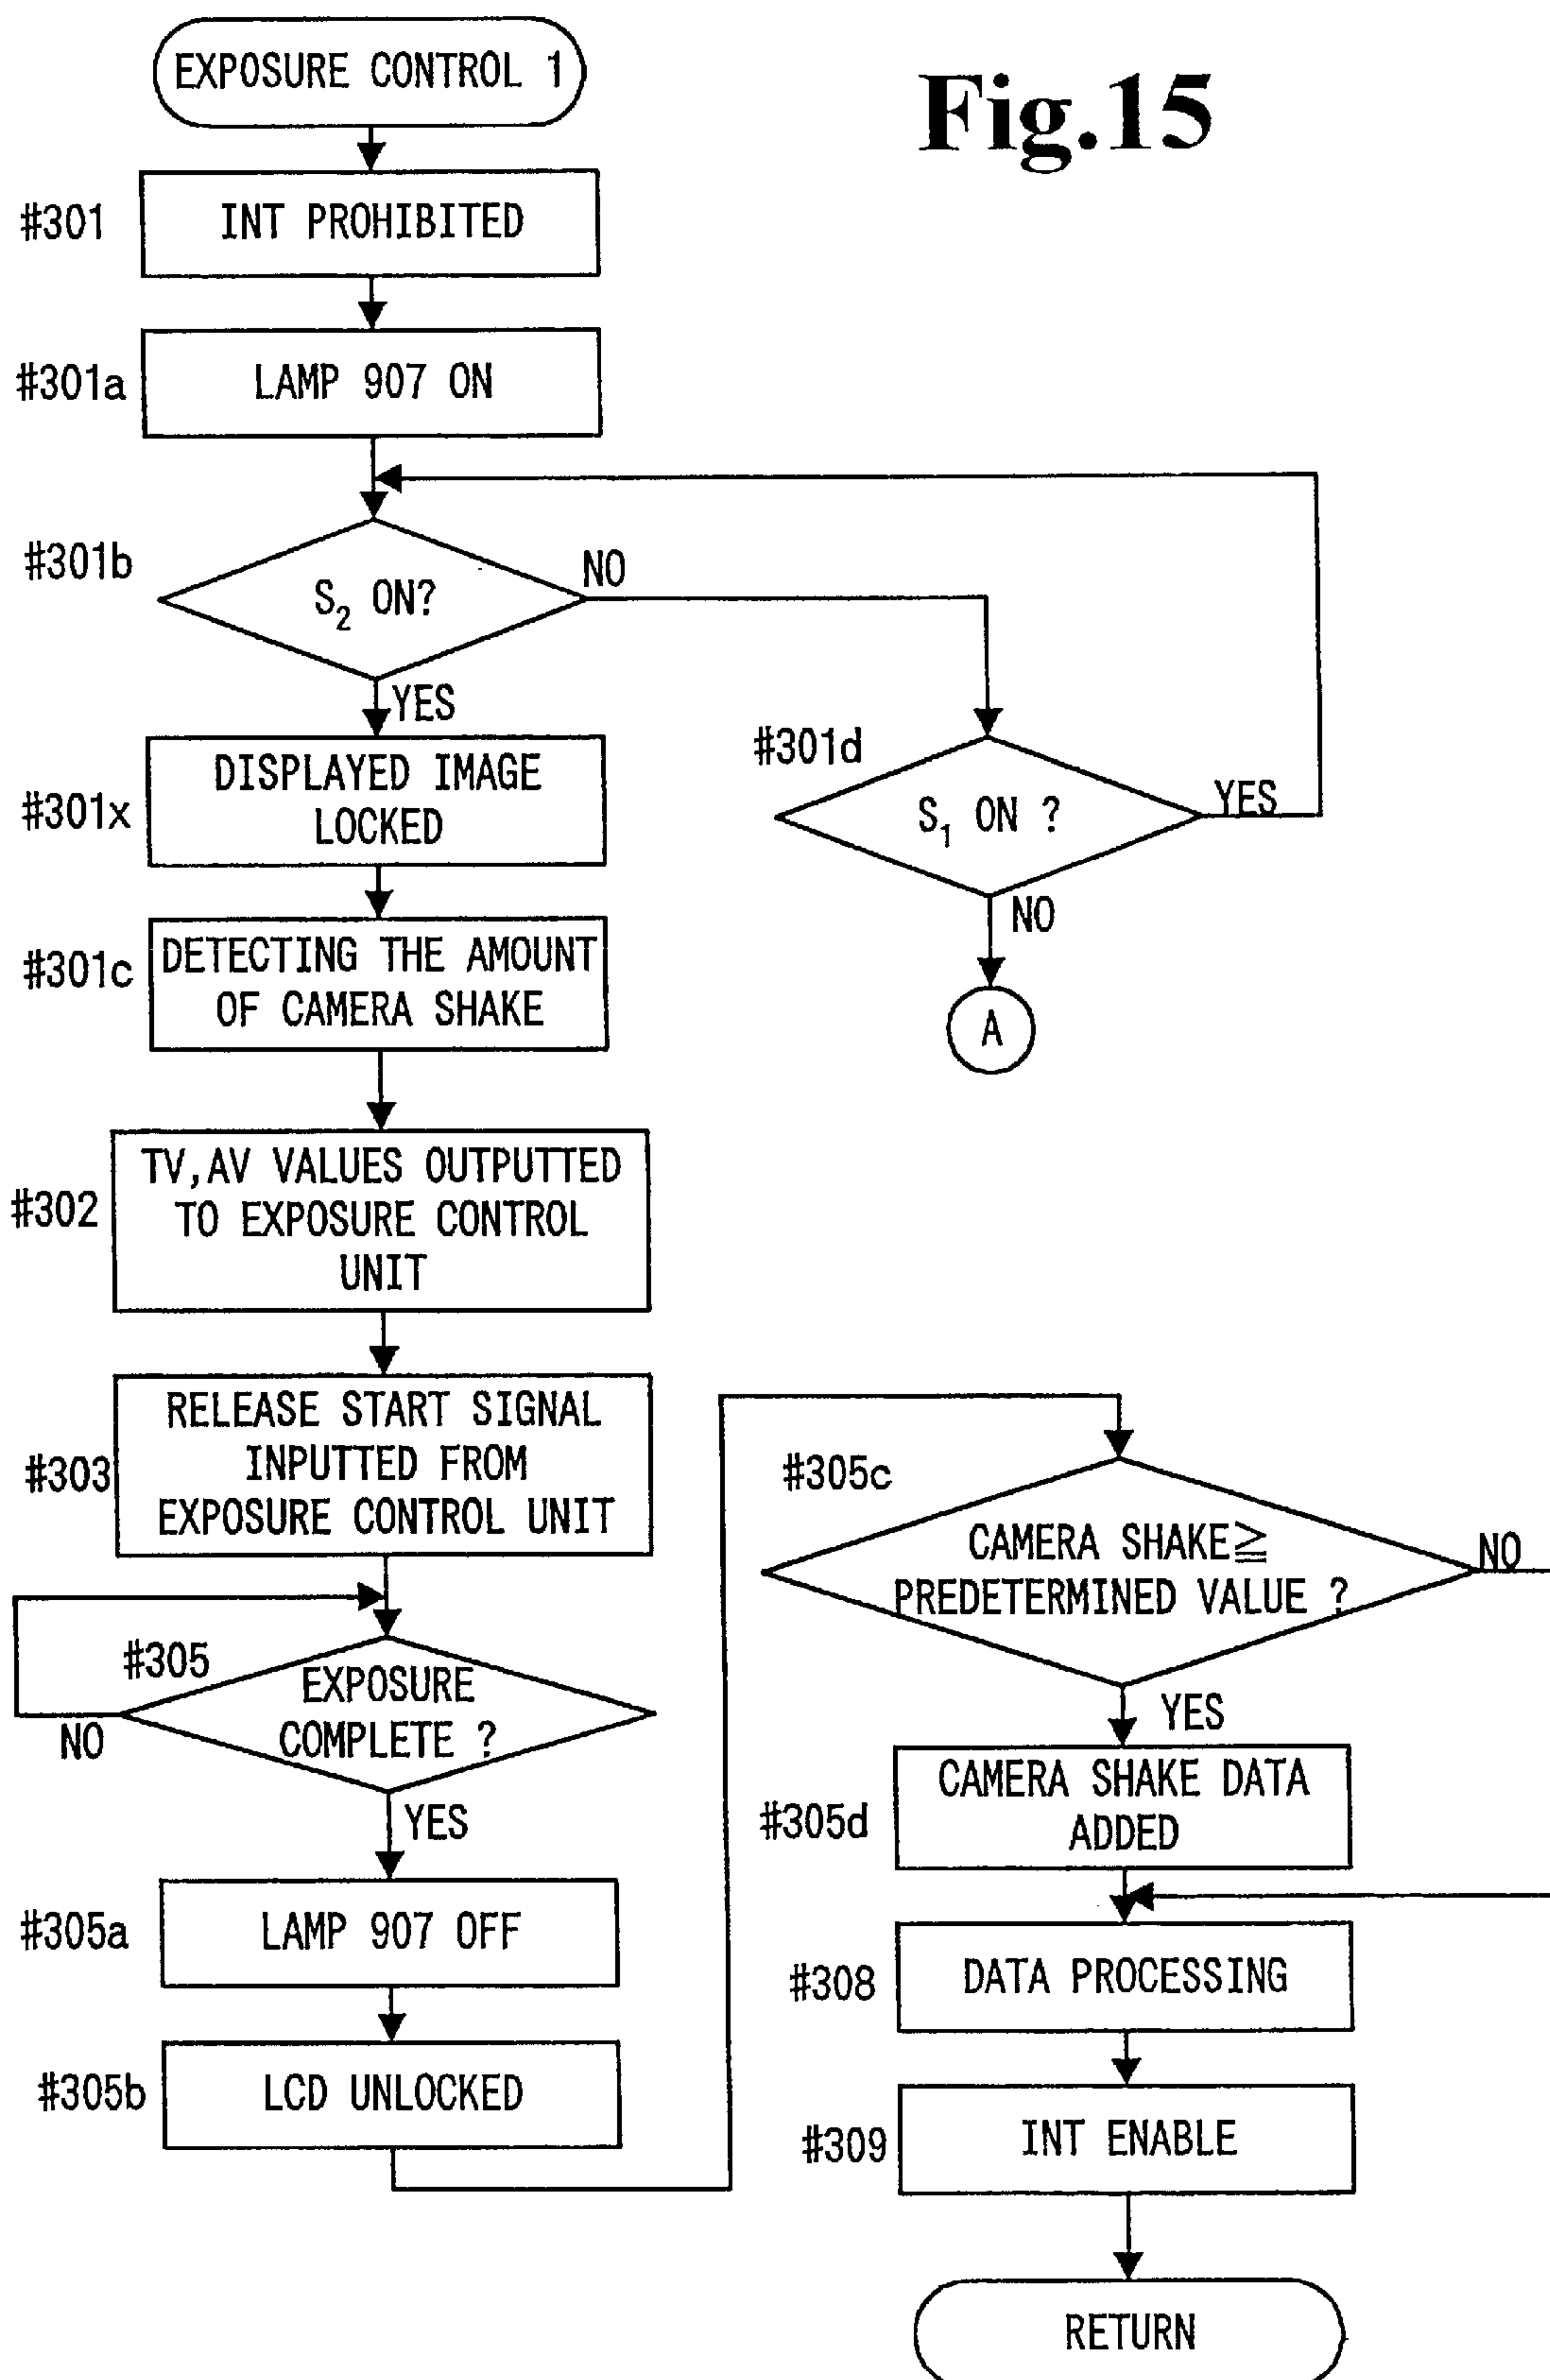 EXPOSURE CONTROL 1
Fig.15
#301
INT PROHIBITED
#301a
LAMP 907 ON
#301b
S2 ON?
NO
YES
#301x
DISPLAYED IMAGE
LOCKED
#301d
S1 ON ?
YES
NO
A
#301c
DETECTING THE AMOUNT
OF CAMERA SHAKE
#302
TV,AV VALUES OUTPUTTED
TO EXPOSURE CONTROL
UNIT
#303
RELEASE START SIGNAL
INPUTTED FROM
EXPOSURE CONTROL UNIT
#305
EXPOSURE
COMPLETE ?
NO
YES
#305a
LAMP 907 OFF
#305b
LCD UNLOCKED
#305c
CAMERA SHAKE≧
PREDETERMINED VALUE ?
NO
YES
#305d
CAMERA SHAKE DATA
ADDED
#308
DATA PROCESSING
#309
INT ENABLE
RETURN